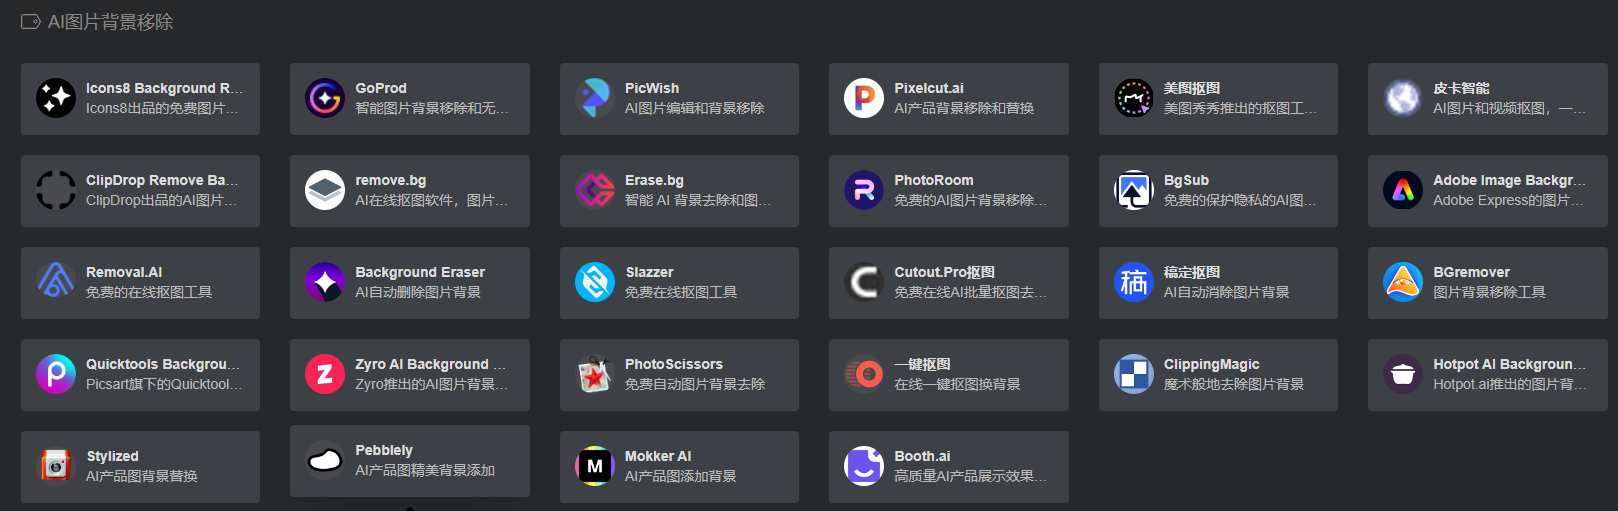 AI图片背景移除
Icons8 Background R...
Icons8出品的免费图片...
GoProd
智能图片背景移除和无...
PicWish
AI图片编辑和背景移除
Pixelcut.ai
AI产品背景移除和替换
美图抠图
美图秀秀推出的抠图工...
皮卡智能
AI图片和视频抠图，一...
ClipDrop Remove Ba...
ClipDrop出品的AI图片...
remove.bg
AI在线抠图软件，图片...
Erase.bg
智能 AI 背景去除和图...
PhotoRoom
免费的AI图片背景移除...
BgSub
免费的保护隐私的AI图...
Adobe Image Backgr...
Adobe Express的图片...
Removal.AI
免费的在线抠图工具
Background Eraser
AI自动删除图片背景
Slazzer
免费在线抠图工具
Cutout.Pro抠图
免费在线AI批量抠图去...
稿
稿定抠图
AI自动消除图片背景
BGremover
图片背景移除工具
Quicktools Backgrou...
Picsart旗下的Quicktool...
Zyro AI Background ...
Zyro推出的AI图片背景...
PhotoScissors
免费自动图片背景去除
一键抠图
在线一键抠图换背景
ClippingMagic
魔术般地去除图片背景
Hotpot AI Backgroun...
Hotpot.ai推出的图片背...
Stylized
AI产品图背景替换
Pebblely
AI产品图精美背景添加
M
Mokker AI
AI产品图添加背景
Booth.ai
高质量AI产品展示效果...